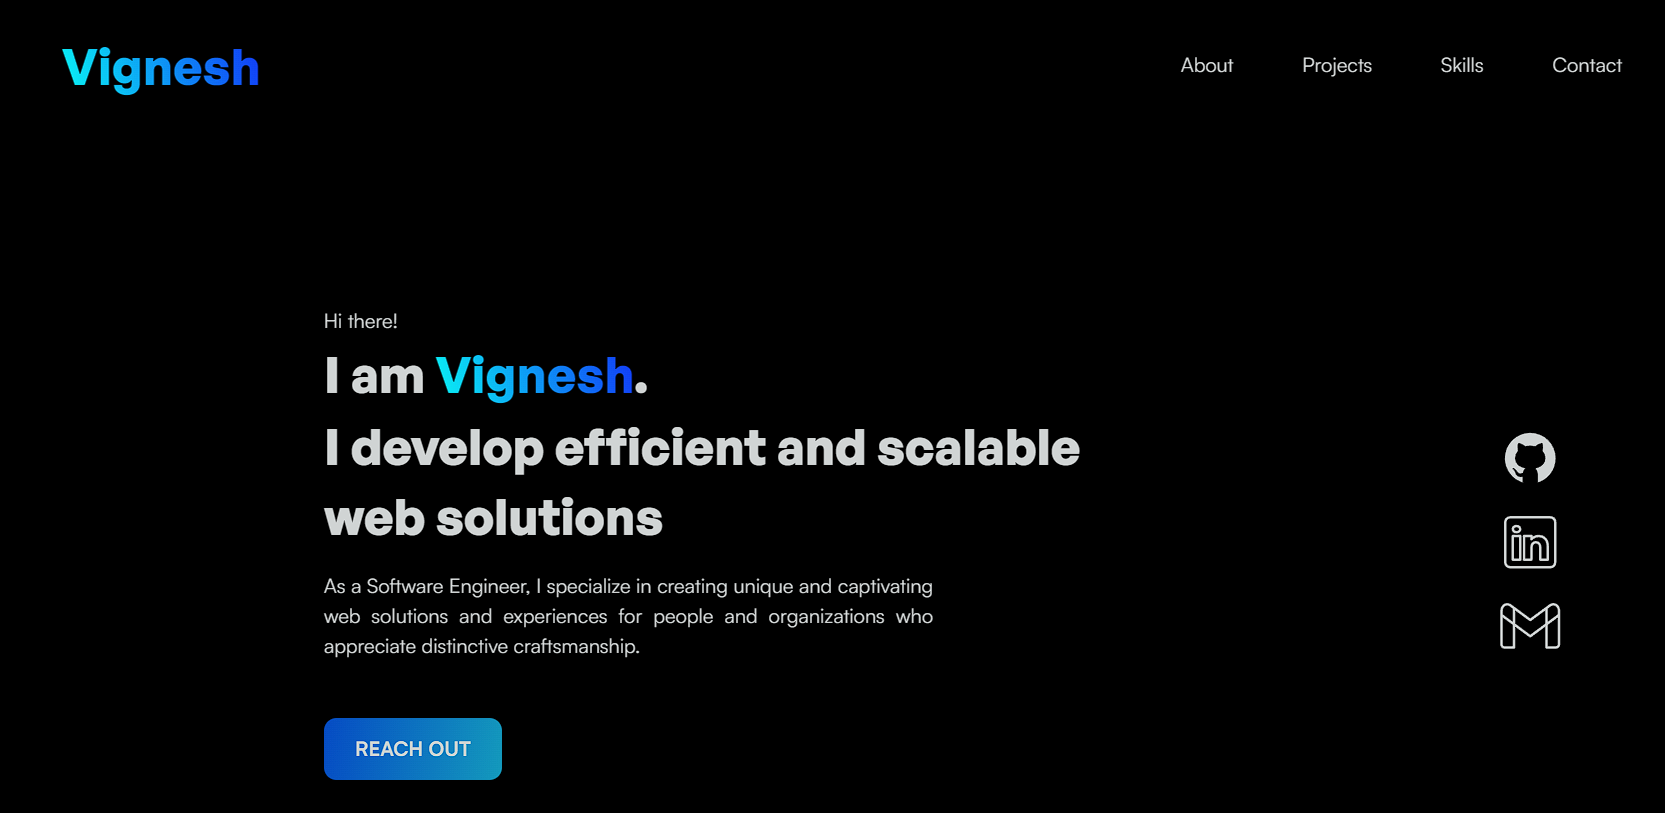 Vignesh
About Projects Skills Contact
Hi there!
I am Vignesh.
I develop efficient and scalable
web solutions
As a Software Engineer, I specialize in creating unique and captivating
web solutions and experiences for people and organizations who
appreciate distinctive craftsmanship.
in
REACH OUT